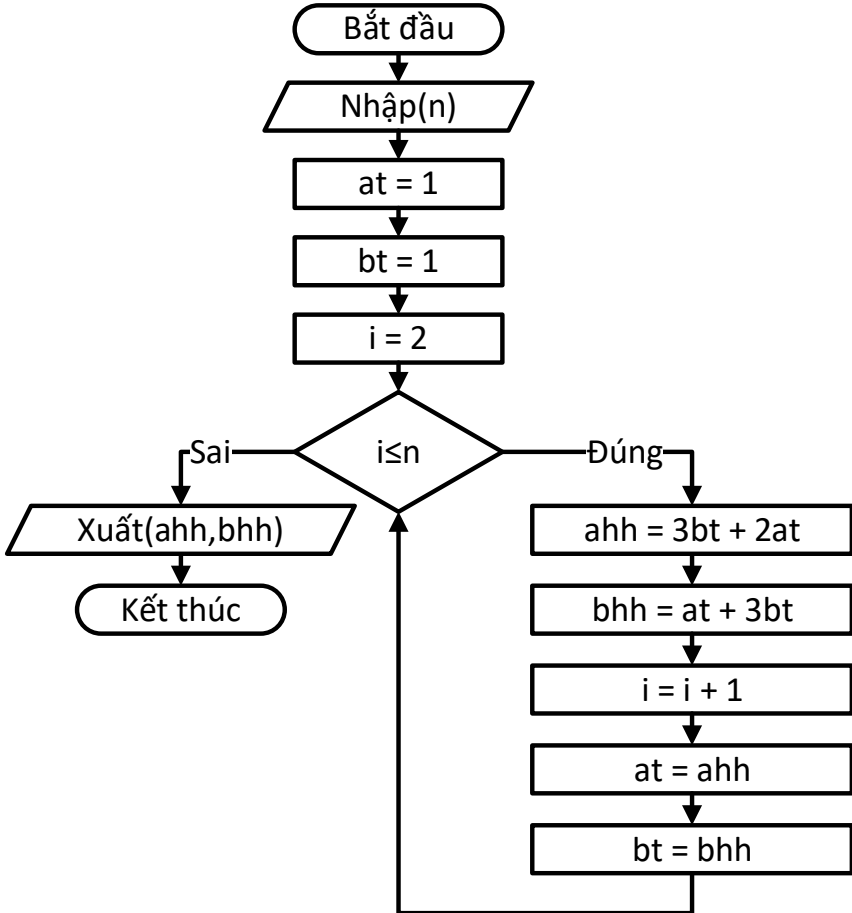 Bắt đầu
Nhập(n)
at = 1
bt = 1
i = 2
i≤n
Sai
Đúng
Xuất(ahh,bhh)
Kết thúc
ahh = 3bt + 2at
bhh = at + 3bt
i = i + 1
at = ahh
bt = bhh